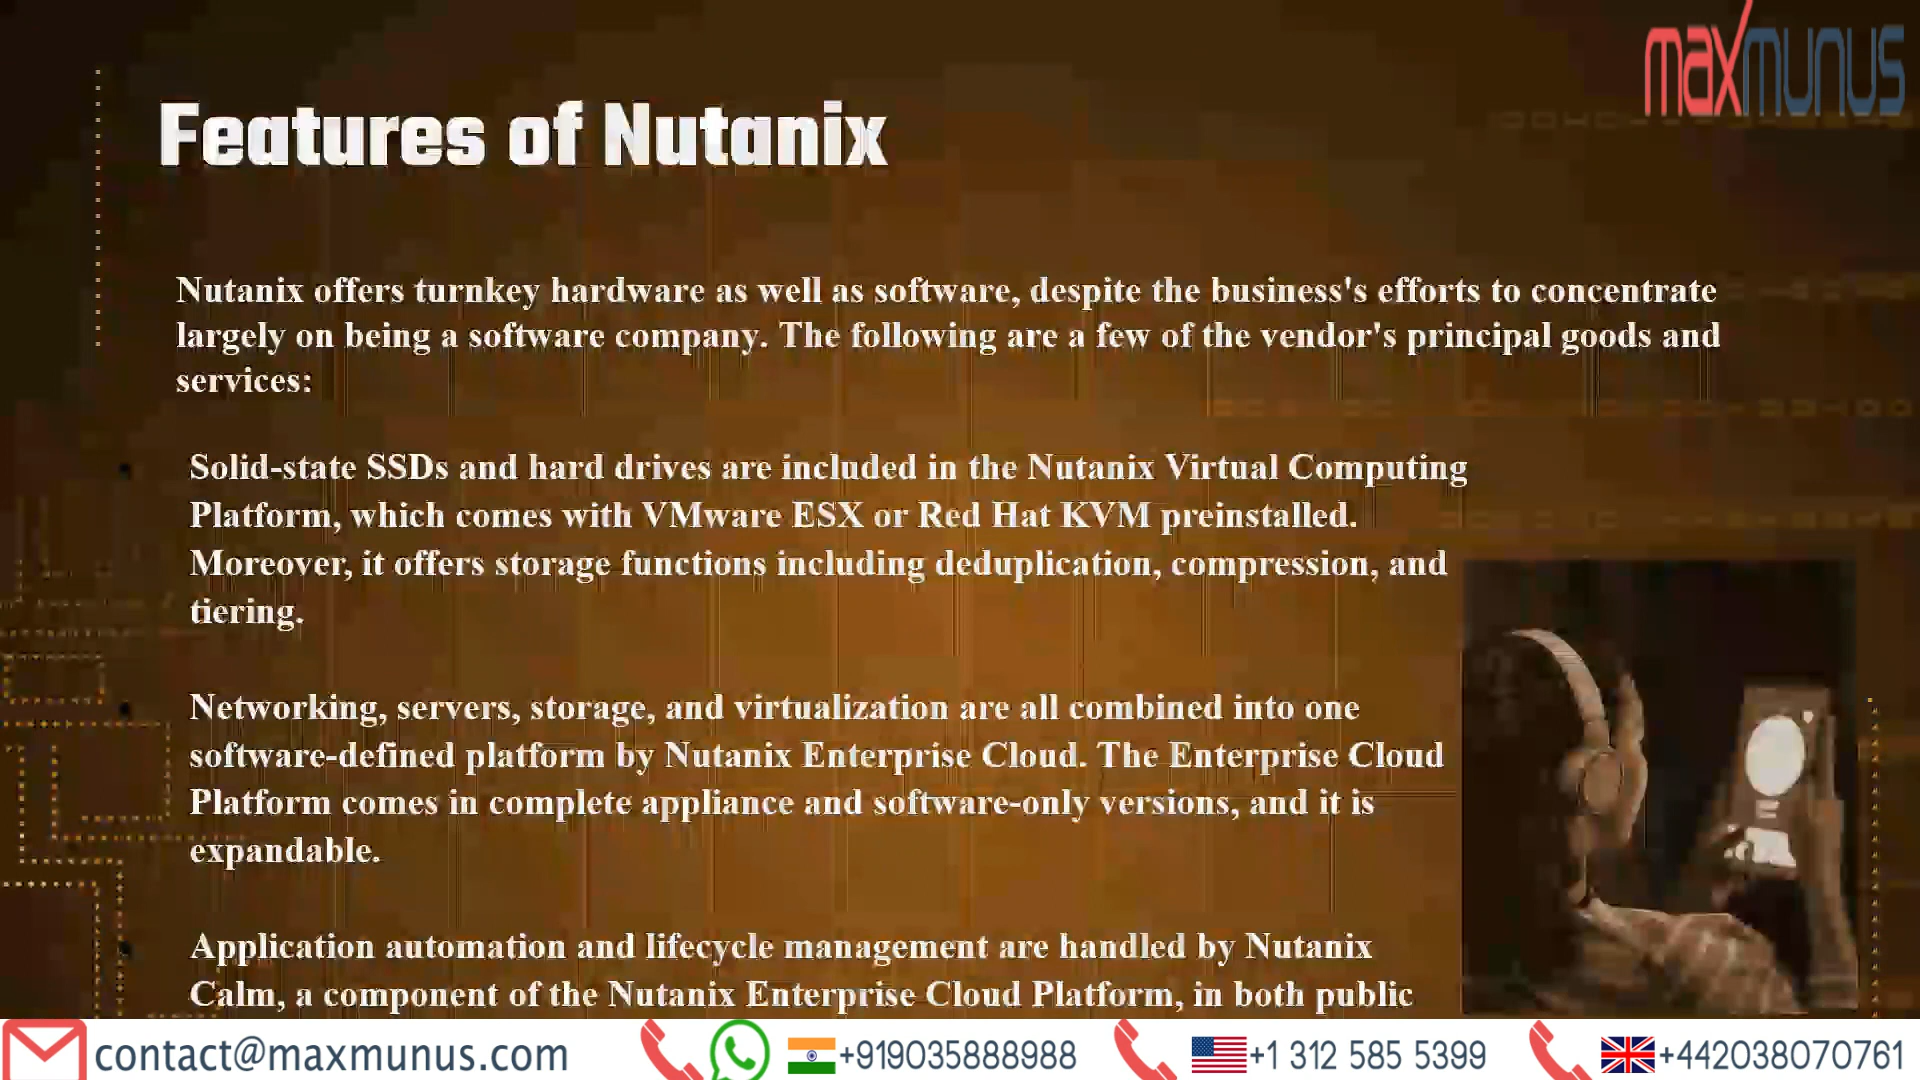 maxmunus
Features of Nutanix
Nutanix offers turnkey hardware as well as software, despite the business's efforts to concentrate
largely on being a software company. The following are a few of the vendor's principal goods and
services:
Solid-state SSDs and hard drives are included in the Nutanix Virtual Computing
Platform, which comes with VMware ESX or Red Hat KVM preinstalled.
Moreover, it offers storage functions including deduplication, compression, and
tiering.
Networking, servers, storage, and virtualization are all combined into one
software-defined platform by Nutanix Enterprise Cloud. The Enterprise Cloud
Platform comes in complete appliance and software-only versions, and it is
expandable.
Application automation and lifecycle management are handled by Nutanix
Calm, a component of the Nutanix Enterprise Cloud Platform, in both public
contact@maxmunus.com +919035888988 +1 312 585 5399 +442038070761